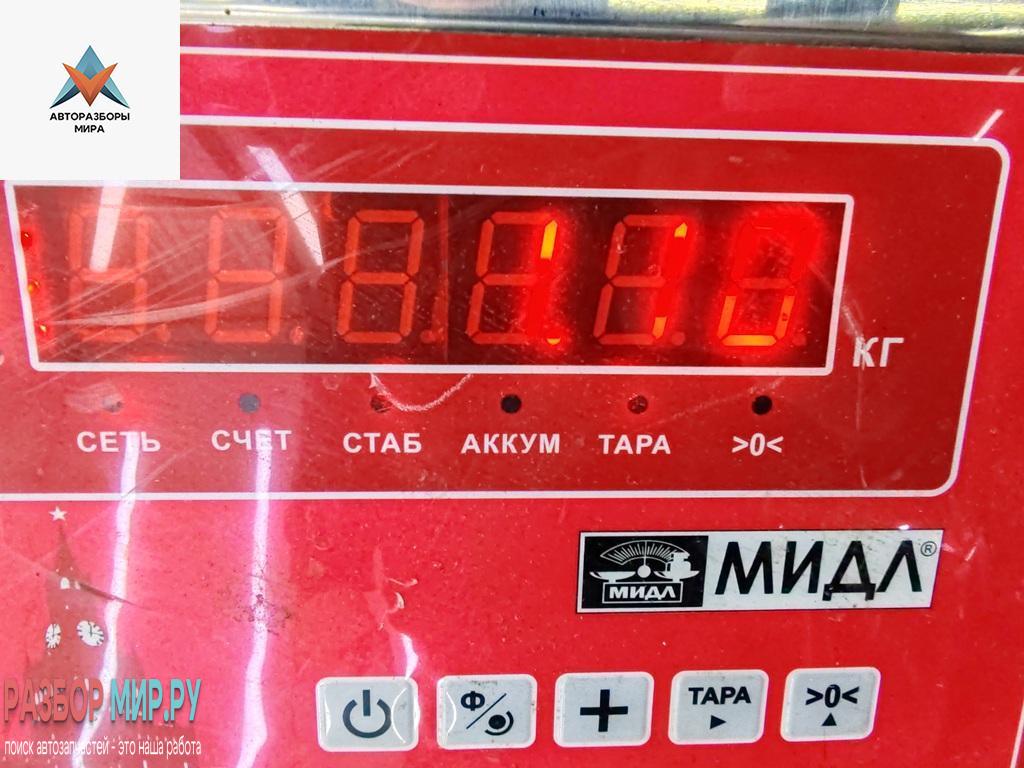 АВТОРАЗБОРЫ
МИРА
КГ
СЕТЬ СЧЕТ СТАБ АККУМ ТАРА >0<
МИДЛ
МИДЛ®
Ф ТАРА >0<
РАЗБОР МИР.РУ
поиск автозапчастей - это наша работа